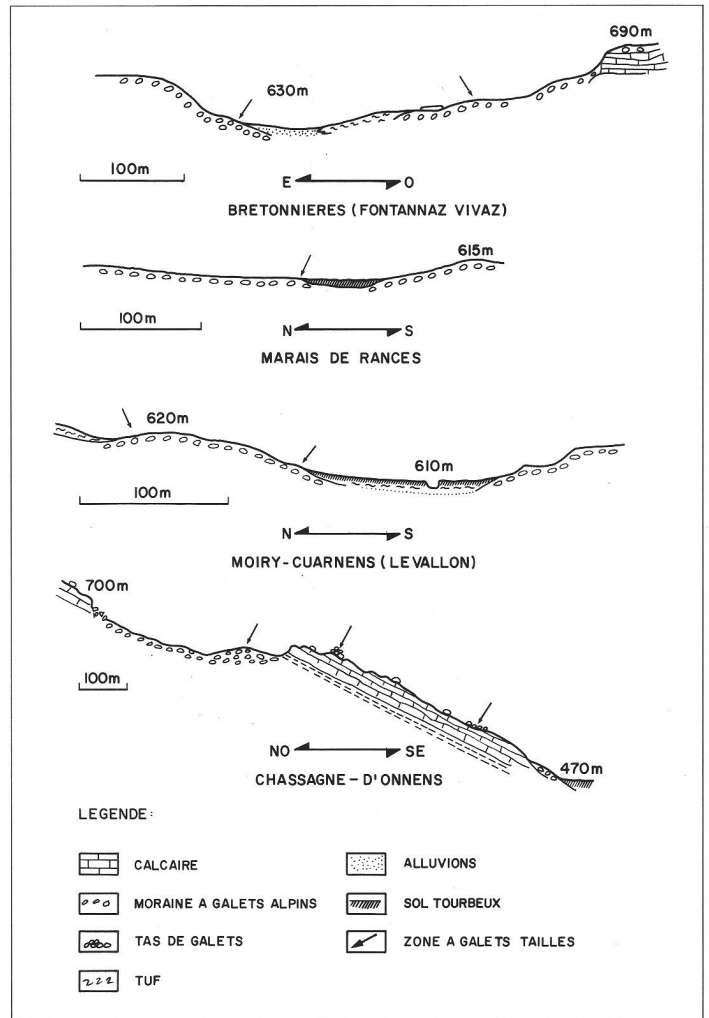 690m
630m
100m
E O
BRETONNIERES (FONTANNAZ VIVAZ)
615m
100m
N S
MARAIS DE RANCES
620m
610m
100m
N S
MOIRY-CUARNENS (LE VALLON)
700m
100m
NO SE
470m
CHASSAGNE-D'ONNENS
LEGENDE:
CALCAIRE
ALLUVIONS
MORAINE A GALETS ALPINS
SOL TOURBEUX
TAS DE GALETS
ZONE A GALETS TAILLES
TUF